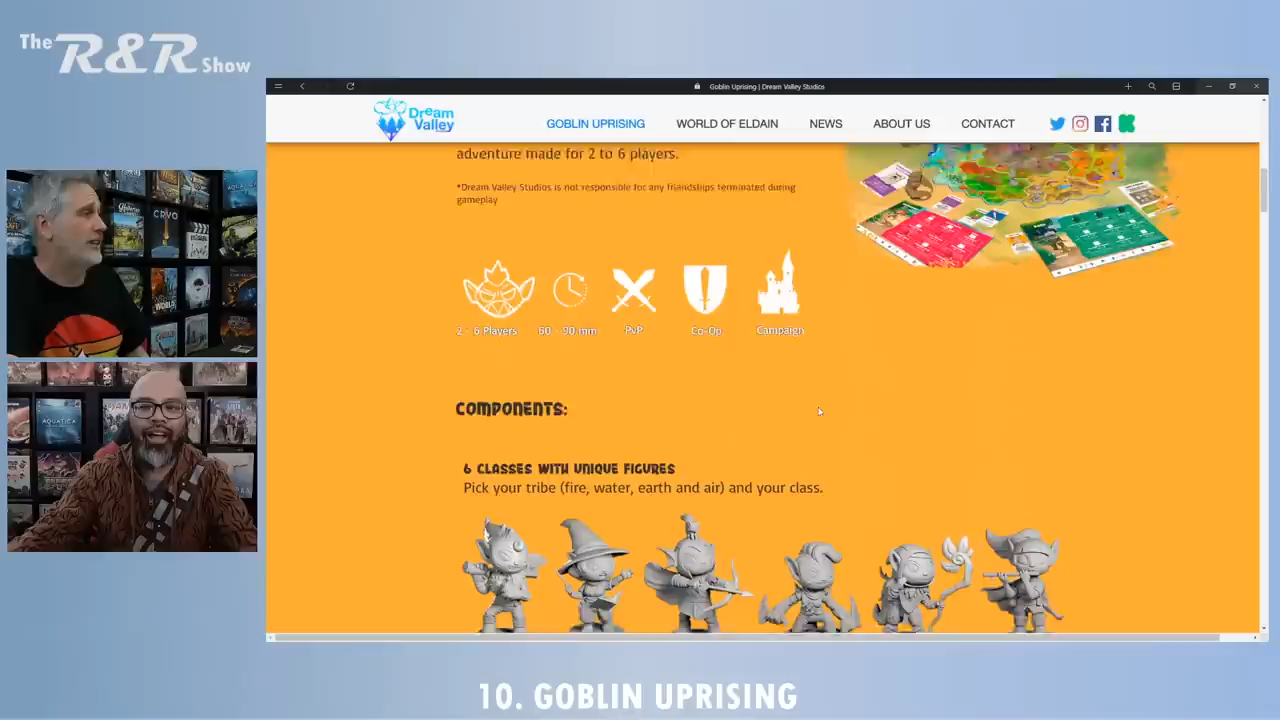 The R&R Show
Goblin Uprising | Dream Valley Studios
Dream
Valley
GOBLIN UPRISING
WORLD OF ELDAIN
NEWS
ABOUT US
CONTACT
adventure made for 2 to 6 players.
*Dream Valley Studios is not responsible for any friendships terminated during
gameplay
2 - 6 Players
60 - 90 min
PvP
Co-Op
Campaign
COMPONENTS:
6 CLASSES WITH UNIQUE FIGURES
Pick your tribe (fire, water, earth and air) and your class.
CRYO
AQUATICA
10. GOBLIN UPRISING